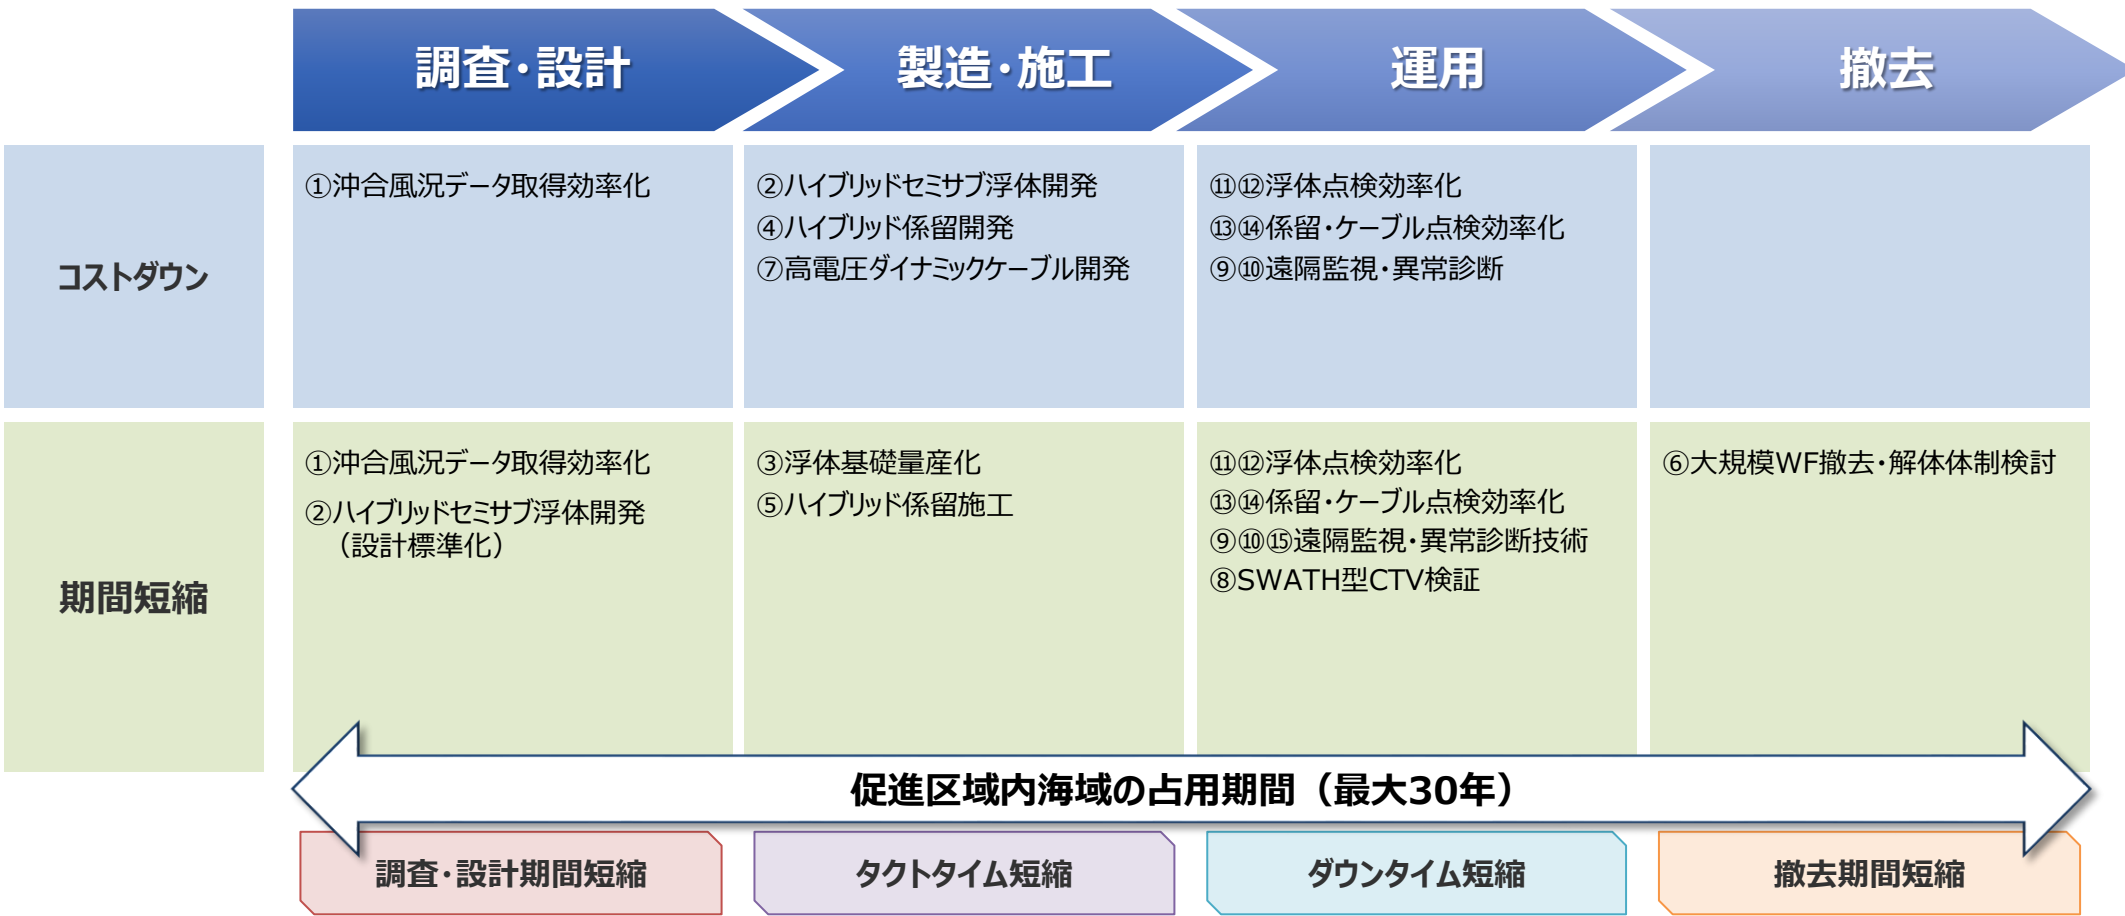 調査・設計
製造・施工
運用
撤去
コストダウン
①沖合風況データ取得効率化
②ハイブリッドセミサブ浮体開発
④ハイブリッド係留開発
⑦高電圧ダイナミックケーブル開発
⑪⑫浮体点検効率化
⑬⑭係留・ケーブル点検効率化
⑨⑩遠隔監視・異常診断
期間短縮
①沖合風況データ取得効率化
②ハイブリッドセミサブ浮体開発
（設計標準化）
③浮体基礎量産化
⑤ハイブリッド係留施工
⑪⑫浮体点検効率化
⑬⑭係留・ケーブル点検効率化
⑨⑩⑮遠隔監視・異常診断技術
⑧SWATH型CTV検証
⑥大規模WF撤去・解体体制検討
促進区域内海域の占用期間（最大30年）
調査・設計期間短縮
タクトタイム短縮
ダウンタイム短縮
撤去期間短縮